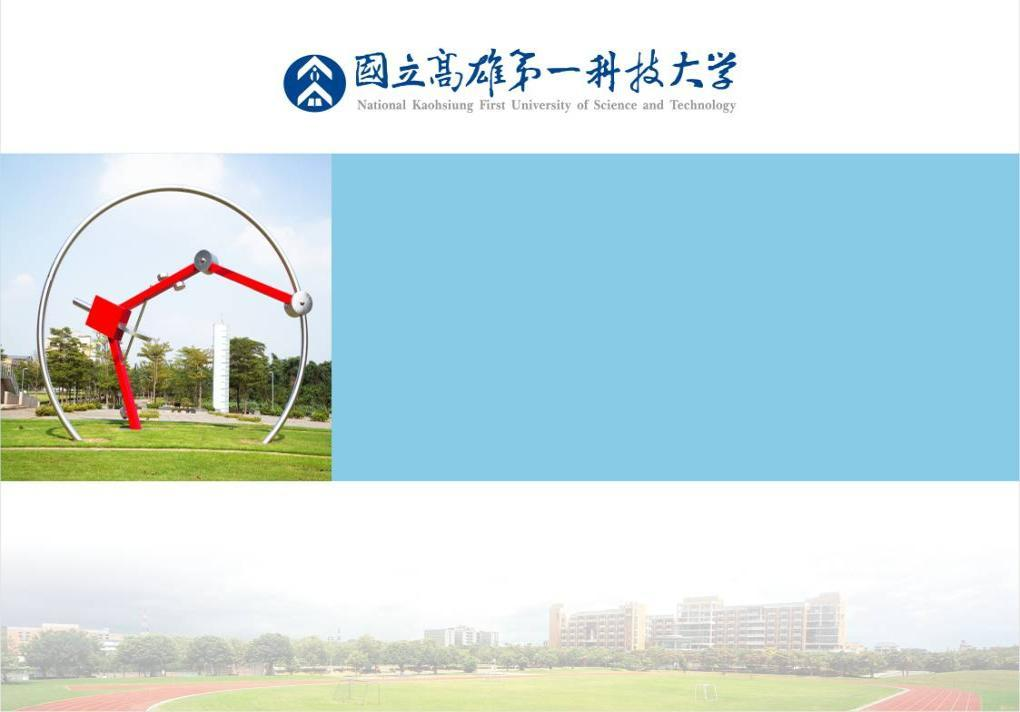 國立高雄第一科技大学
National Kaohsiung First University of Science and Technology